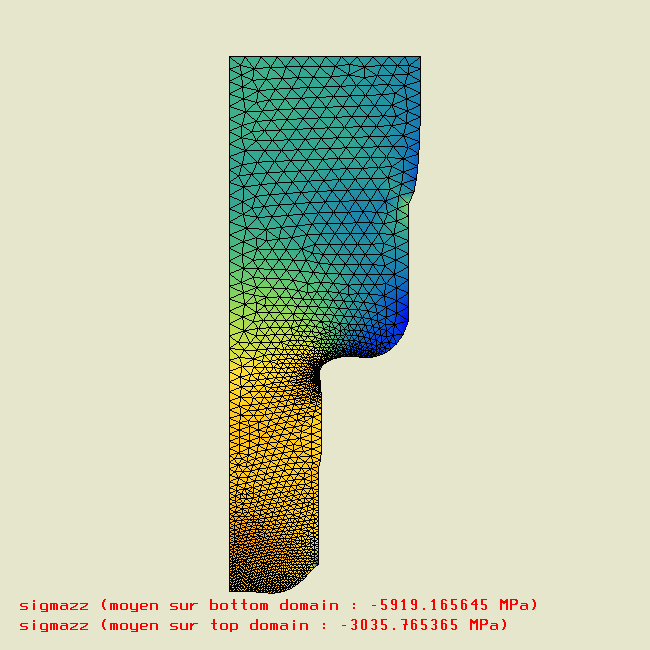 sigmazz (moyen sur bottom domain : -5919.165645 MPa)
sigmazz (moyen sur top domain : -3035.765365 MPa)